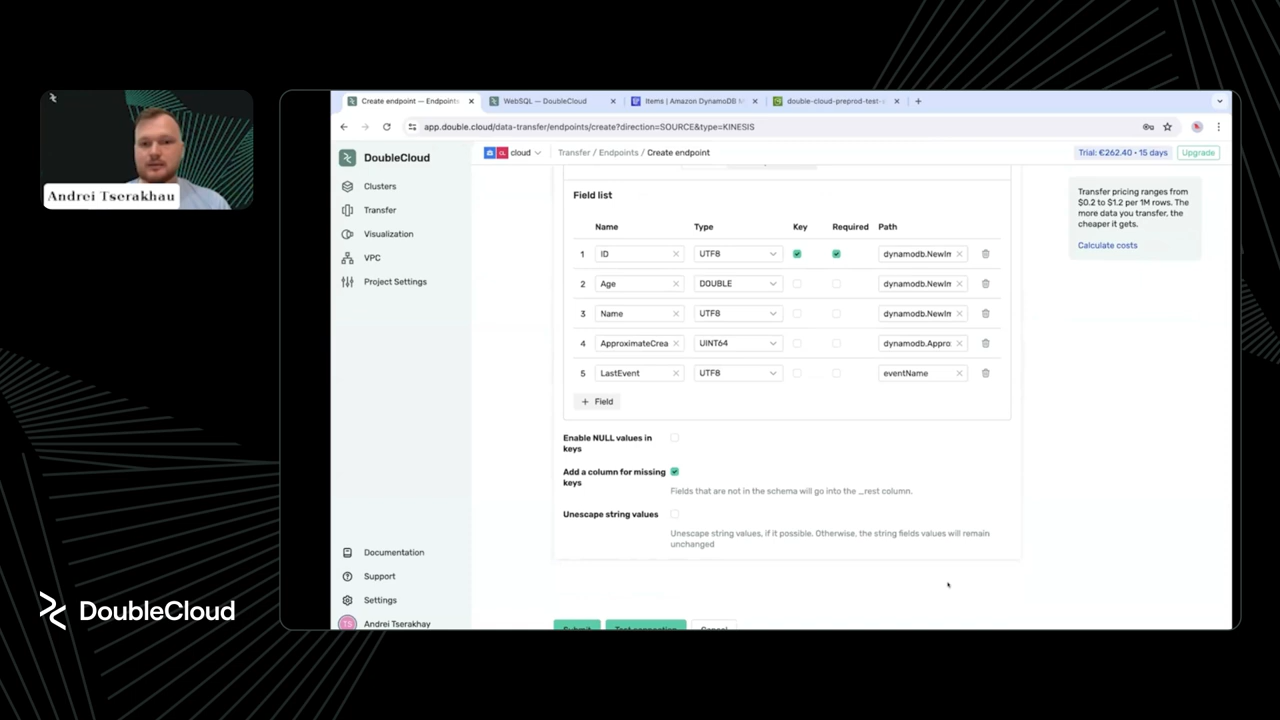 Andrei Tserakhau
DoubleCloud
Create endpoint — Endpoints
WebSQL — DoubleCloud
Items | Amazon DynamoDB M
double-cloud-preprod-test-
app.double.cloud/data-transfer/endpoints/create?direction=SOURCE&type=KINESIS
DoubleCloud
cloud
Transfer / Endpoints / Create endpoint
Trial: €262.40 • 15 days
Upgrade
Clusters
Transfer
Visualization
VPC
Project Settings
Documentation
Support
Settings
Andrei Tserakhay
Field list
Name Type Key Required Path
1 ID UTF8 dynamodb.NewIm
2 Age DOUBLE dynamodb.NewIm
3 Name UTF8 dynamodb.NewIm
4 ApproximateCrea UINT64 dynamodb.Appro
5 LastEvent UTF8 eventName
+ Field
Enable NULL values in
keys
Add a column for missing
keys
Fields that are not in the schema will go into the _rest column.
Unescape string values
Unescape string values, if it possible. Otherwise, the string fields values will remain
unchanged
Submit Test connection Cancel
Transfer pricing ranges from
$0.2 to $1.2 per 1M rows. The
more data you transfer, the
cheaper it gets.
Calculate costs